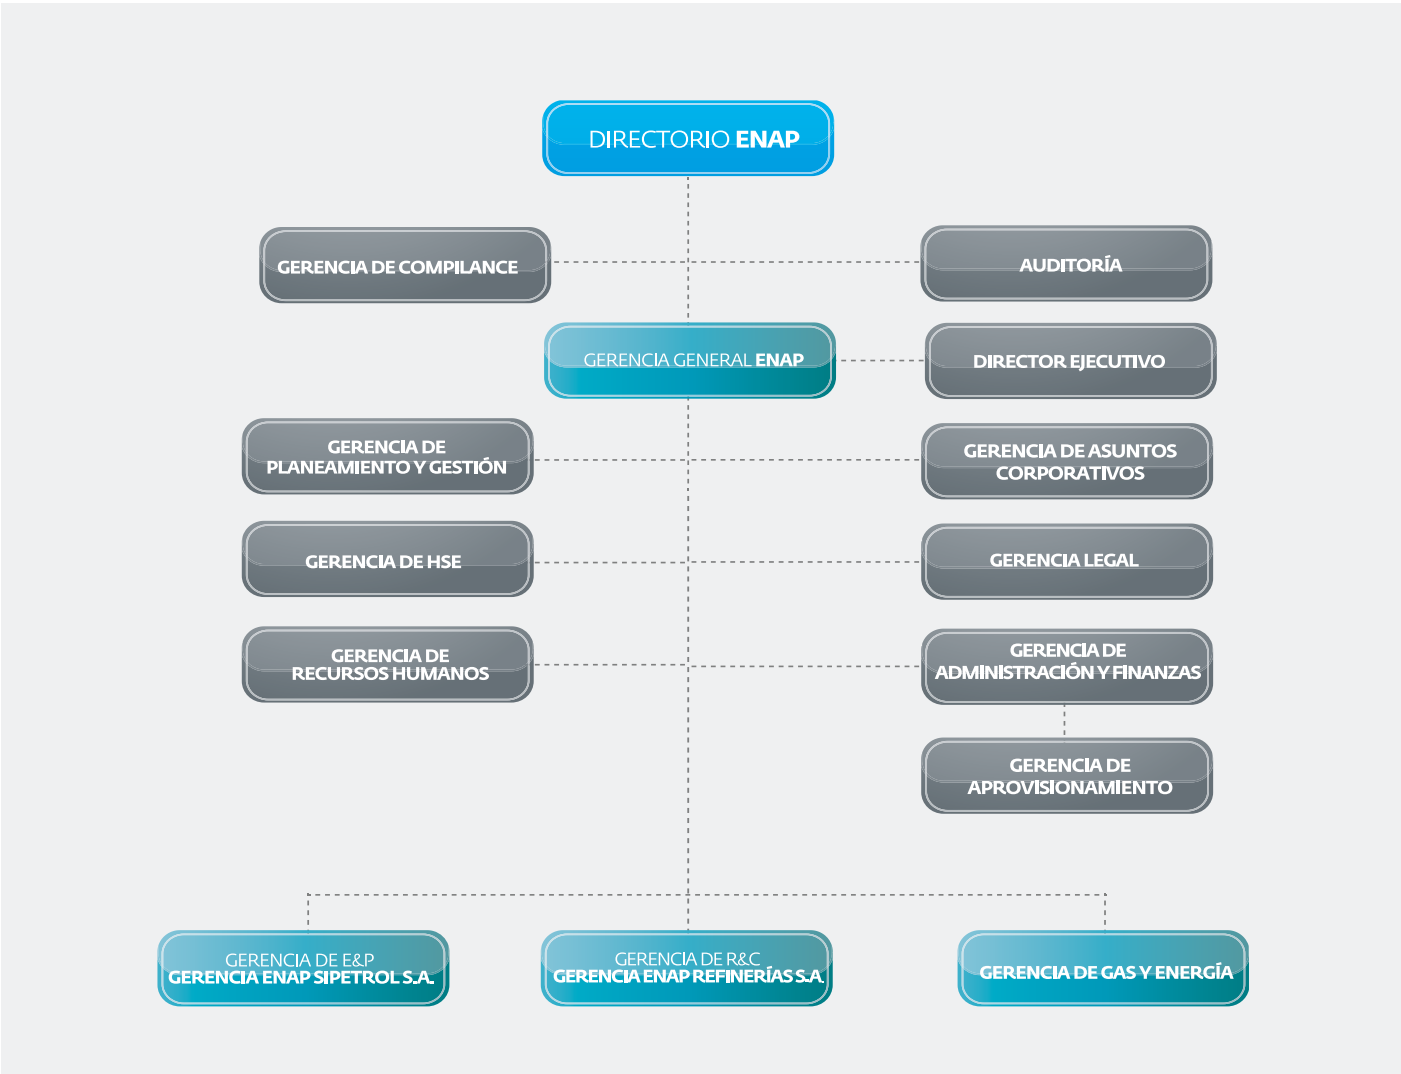 DIRECTORIO ENAP
GERENCIA DE COMPILANCE
AUDITORÍA
GERENCIA GENERAL ENAP
DIRECTOR EJECUTIVO
GERENCIA DE
PLANEAMIENTO Y GESTIÓN
GERENCIA DE ASUNTOS
CORPORATIVOS
GERENCIA DE HSE
GERENCIA LEGAL
GERENCIA DE
RECURSOS HUMANOS
GERENCIA DE
ADMINISTRACIÓN Y FINANZAS
GERENCIA DE
APROVISIONAMIENTO
GERENCIA DE E&P
GERENCIA ENAP SIPETROL S.A.
GERENCIA DE R&C
GERENCIA ENAP REFINERÍAS S.A.
GERENCIA DE GAS Y ENERGÍA